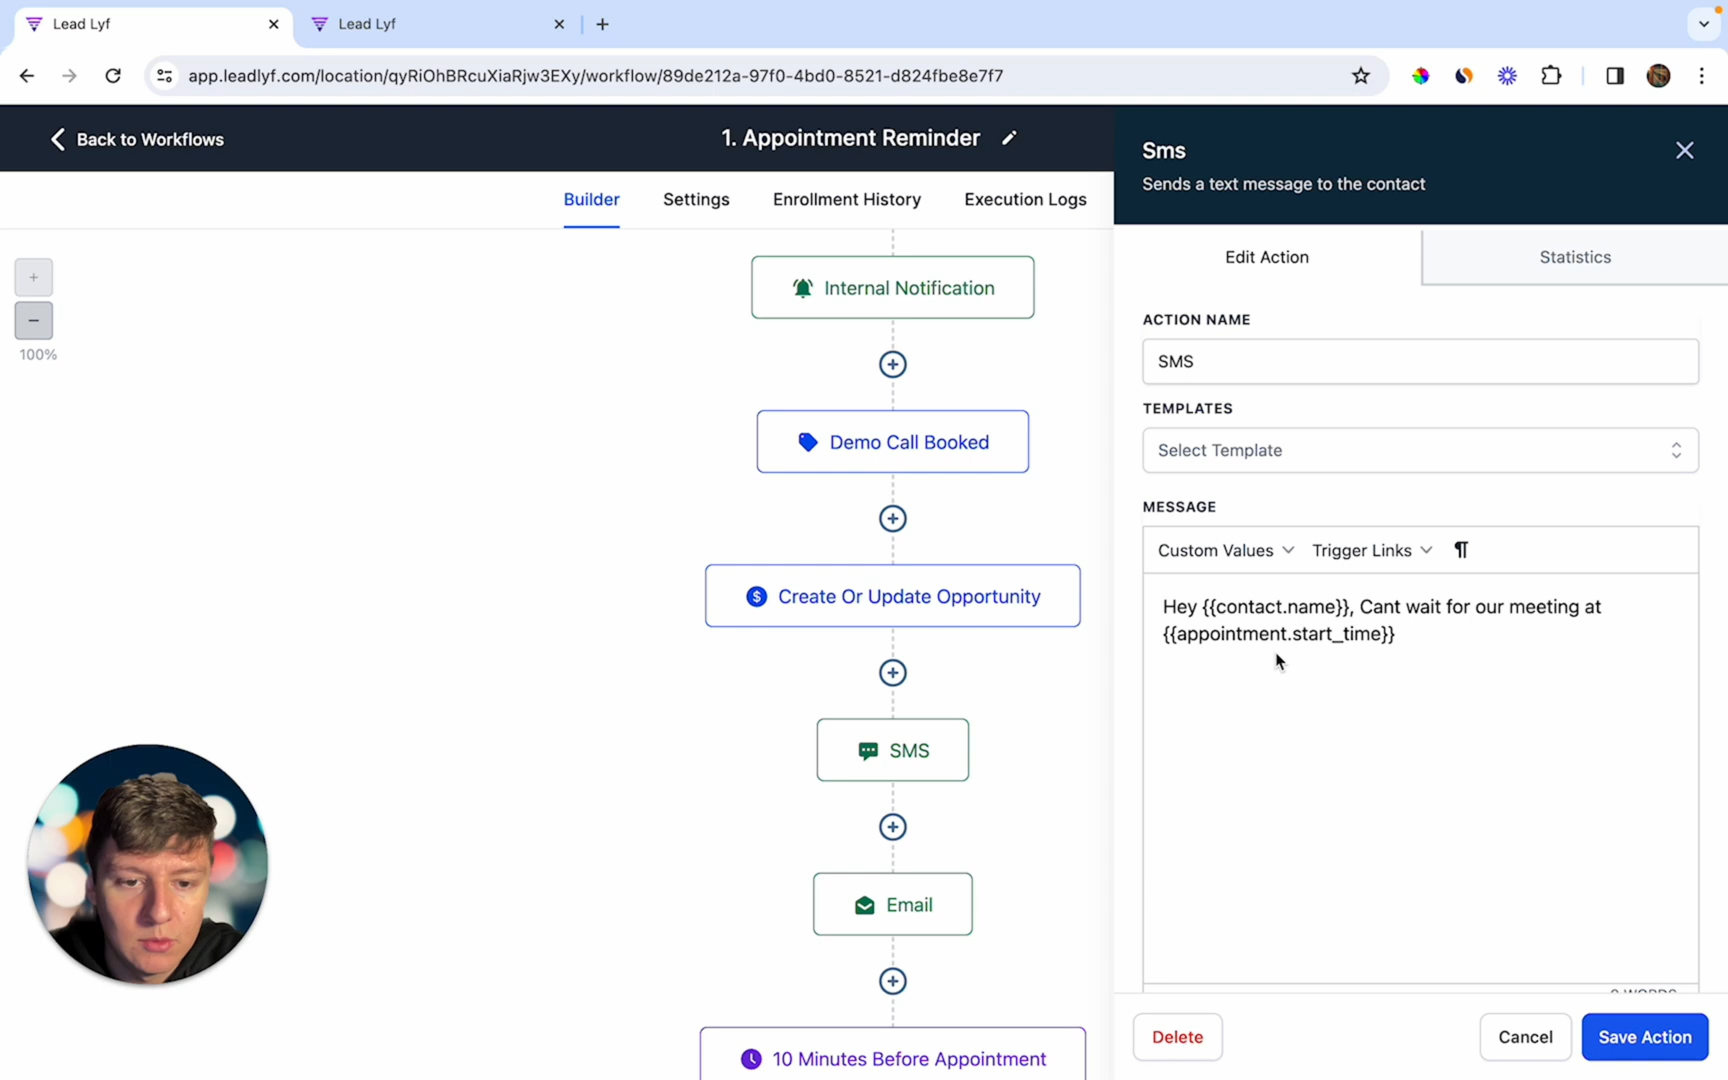 Lead Lyf
Lead Lyf
app.leadlyf.com/location/qyRiOhBRcuXiaRjw3EXy/workflow/89de212a-97f0-4bd0-8521-d824fbe8e7f7
Back to Workflows
1. Appointment Reminder
Builder
Settings
Enrollment History
Execution Logs
100%
Internal Notification
Demo Call Booked
Create Or Update Opportunity
SMS
Email
10 Minutes Before Appointment
Sms
Sends a text message to the contact
Edit Action
Statistics
ACTION NAME
SMS
TEMPLATES
Select Template
MESSAGE
Custom Values
Trigger Links
Hey {{contact.name}}, Cant wait for our meeting at
{{appointment.start_time}}
Delete
Cancel
Save Action